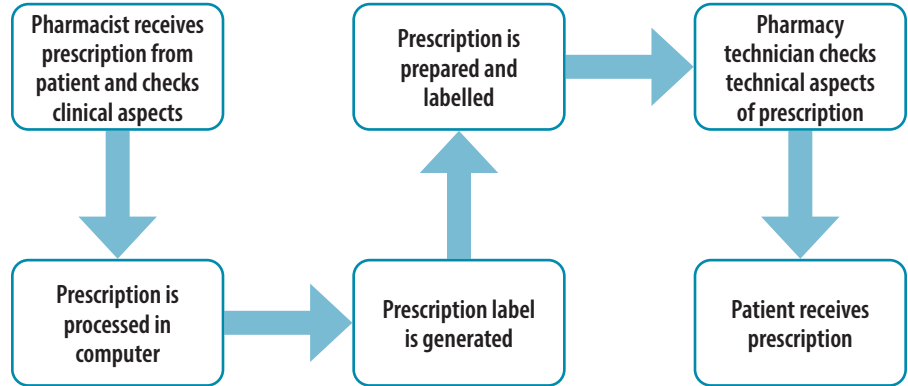 Pharmacist receives
prescription from
patient and checks
clinical aspects
Prescription is
processed in
computer
Prescription label
is generated
Prescription is
prepared and
labelled
Pharmacy
technician checks
technical aspects
of prescription
Patient receives
prescription